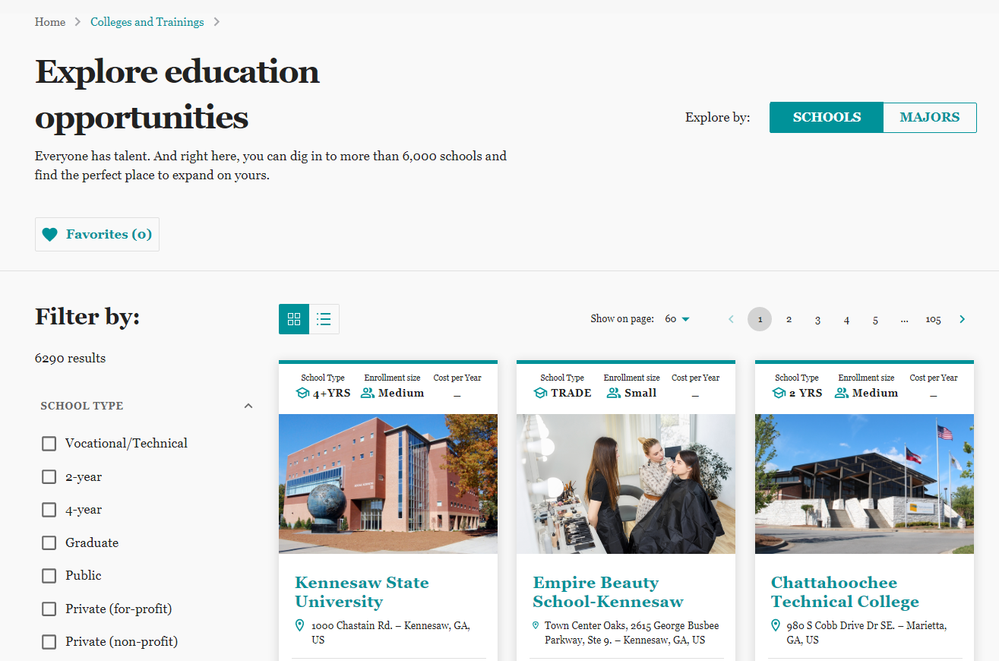 Home
Colleges and Trainings
Explore education
opportunities
Everyone has talent. And right here, you can dig in to more than 6,000 schools and
find the perfect place to expand on yours.
Explore by:
SCHOOLS
MAJORS
Favorites (0)
Filter by:
6290 results
SCHOOL TYPE
Vocational/Technical
2-year
4-year
Graduate
Public
Private (for-profit)
Private (non-profit)
Show on page: 60
1 2 3 4 5 ... 105
School Type Enrollment size Cost per Year
4+YRS Medium –
Kennesaw State
University
1000 Chastain Rd. – Kennesaw, GA,
US
School Type Enrollment size Cost per Year
TRADE Small –
Empire Beauty
School-Kennesaw
Town Center Oaks, 2615 George Busbee
Parkway, Ste 9. – Kennesaw, GA, US
School Type Enrollment size Cost per Year
2 YRS Medium –
Chattahoochee
Technical College
980 S Cobb Drive Dr SE. – Marietta,
GA, US